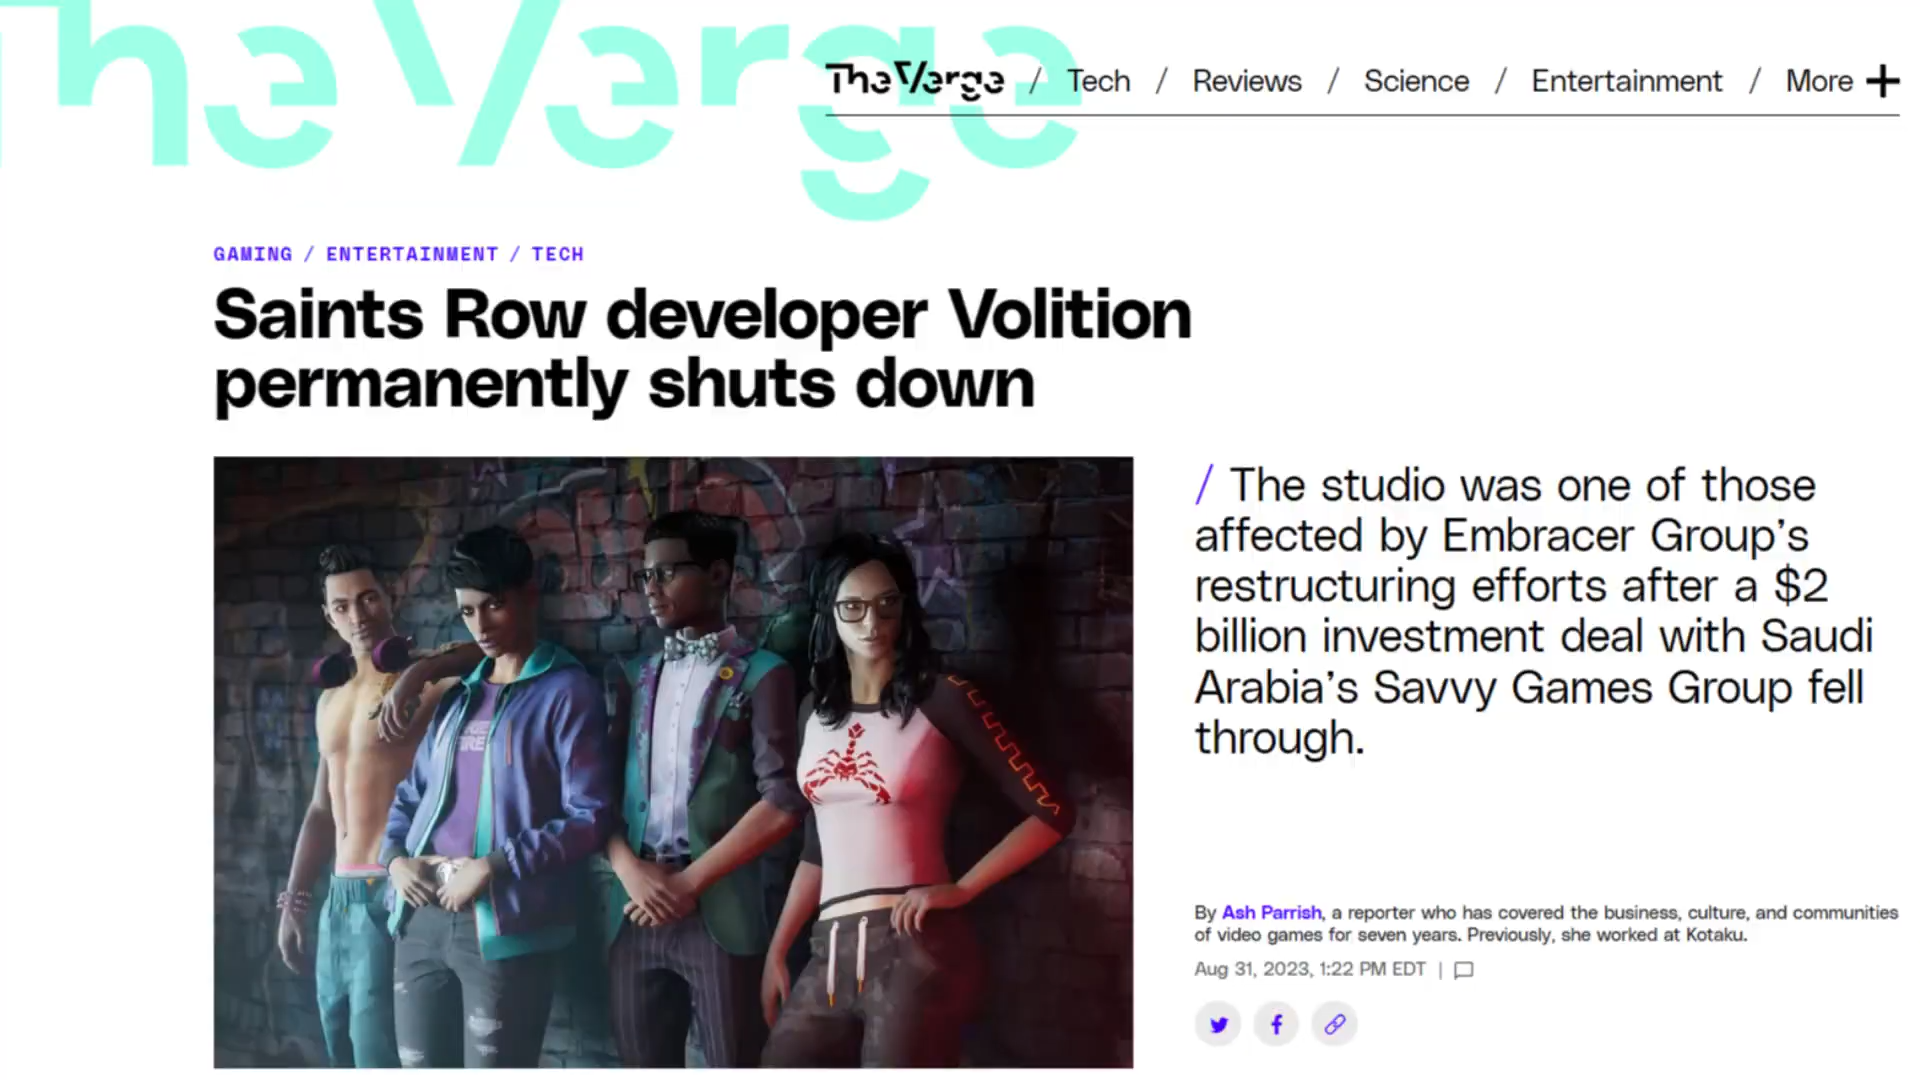 The Verge
The Verge / Tech / Reviews / Science / Entertainment / More +
GAMING / ENTERTAINMENT / TECH
Saints Row developer Volition
permanently shuts down
/ The studio was one of those
affected by Embracer Group’s
restructuring efforts after a $2
billion investment deal with Saudi
Arabia’s Savvy Games Group fell
through.
By Ash Parrish, a reporter who has covered the business, culture, and communities
of video games for seven years. Previously, she worked at Kotaku.
Aug 31, 2023, 1:22 PM EDT |